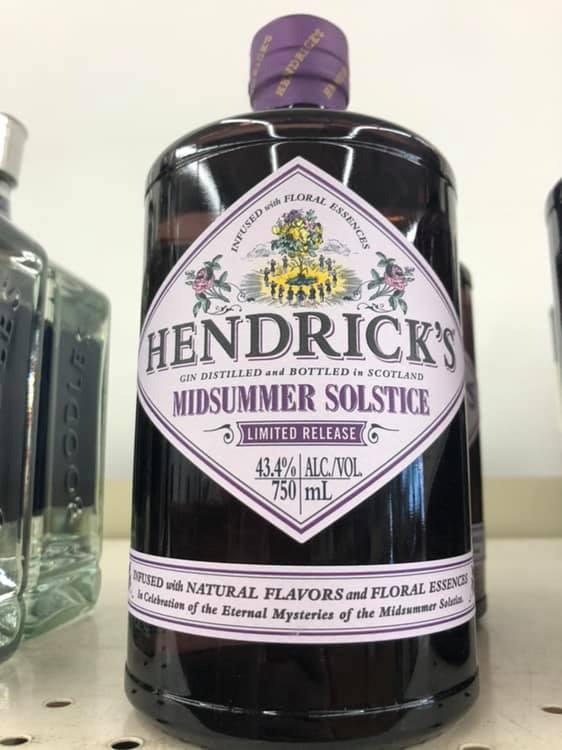 HENDRICK'S
INFUSED with FLORAL ESSENCES
HENDRICK'S
GIN DISTILLED and BOTTLED in SCOTLAND
MIDSUMMER SOLSTICE
LIMITED RELEASE
43.4% ALC./VOL.
750 mL
INFUSED with NATURAL FLAVORS and FLORAL ESSENCES
In Celebration of the Eternal Mysteries of the Midsummer Solstice.
OODLE